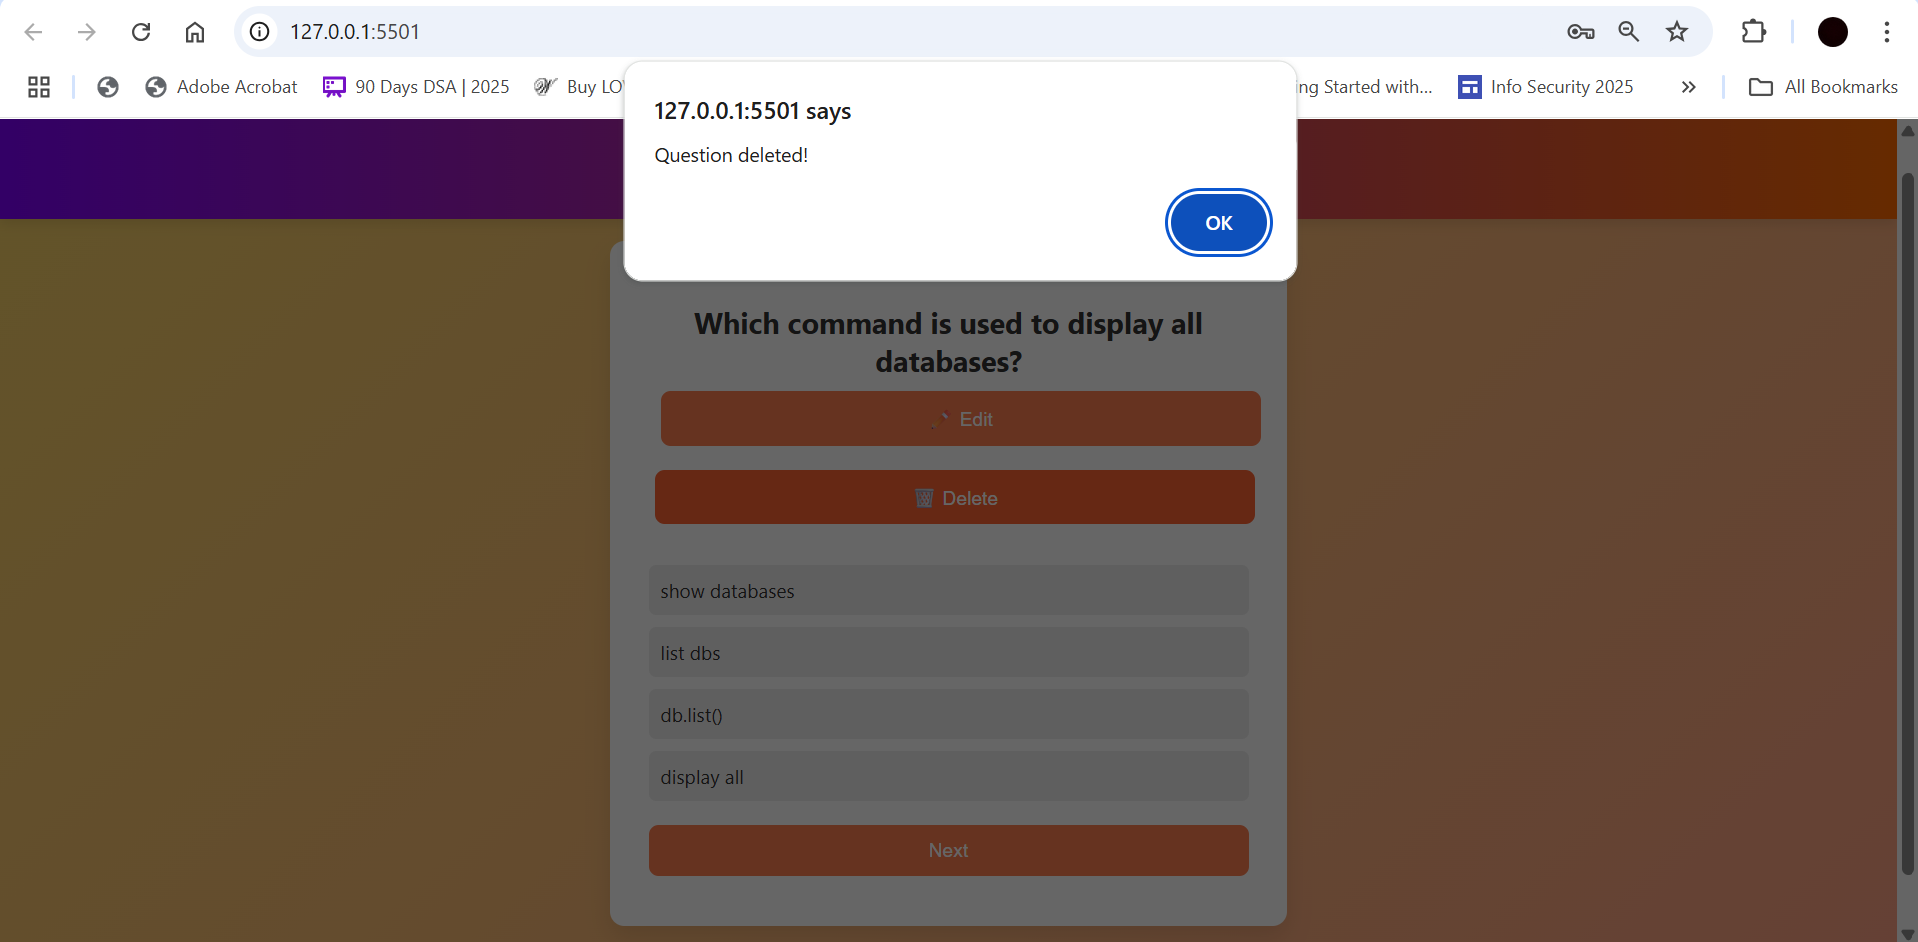 127.0.0.1:5501
Adobe Acrobat
90 Days DSA | 2025
Buy LO
ing Started with...
Info Security 2025
All Bookmarks
127.0.0.1:5501 says
Question deleted!
OK
Which command is used to display all
databases?
Edit
Delete
show databases
list dbs
db.list()
display all
Next